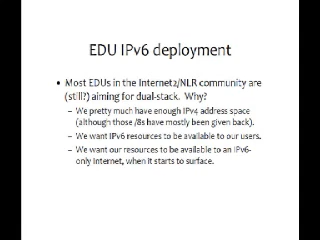 EDU IPv6 deployment
• Most EDUs in the Internet2/NLR community are
(still?) aiming for dual-stack. Why?
– We pretty much have enough IPv4 address space
(although those /8s have mostly been given back).
– We want IPv6 resources to be available to our users.
– We want our resources to be available to an IPv6-
only Internet, when it starts to surface.